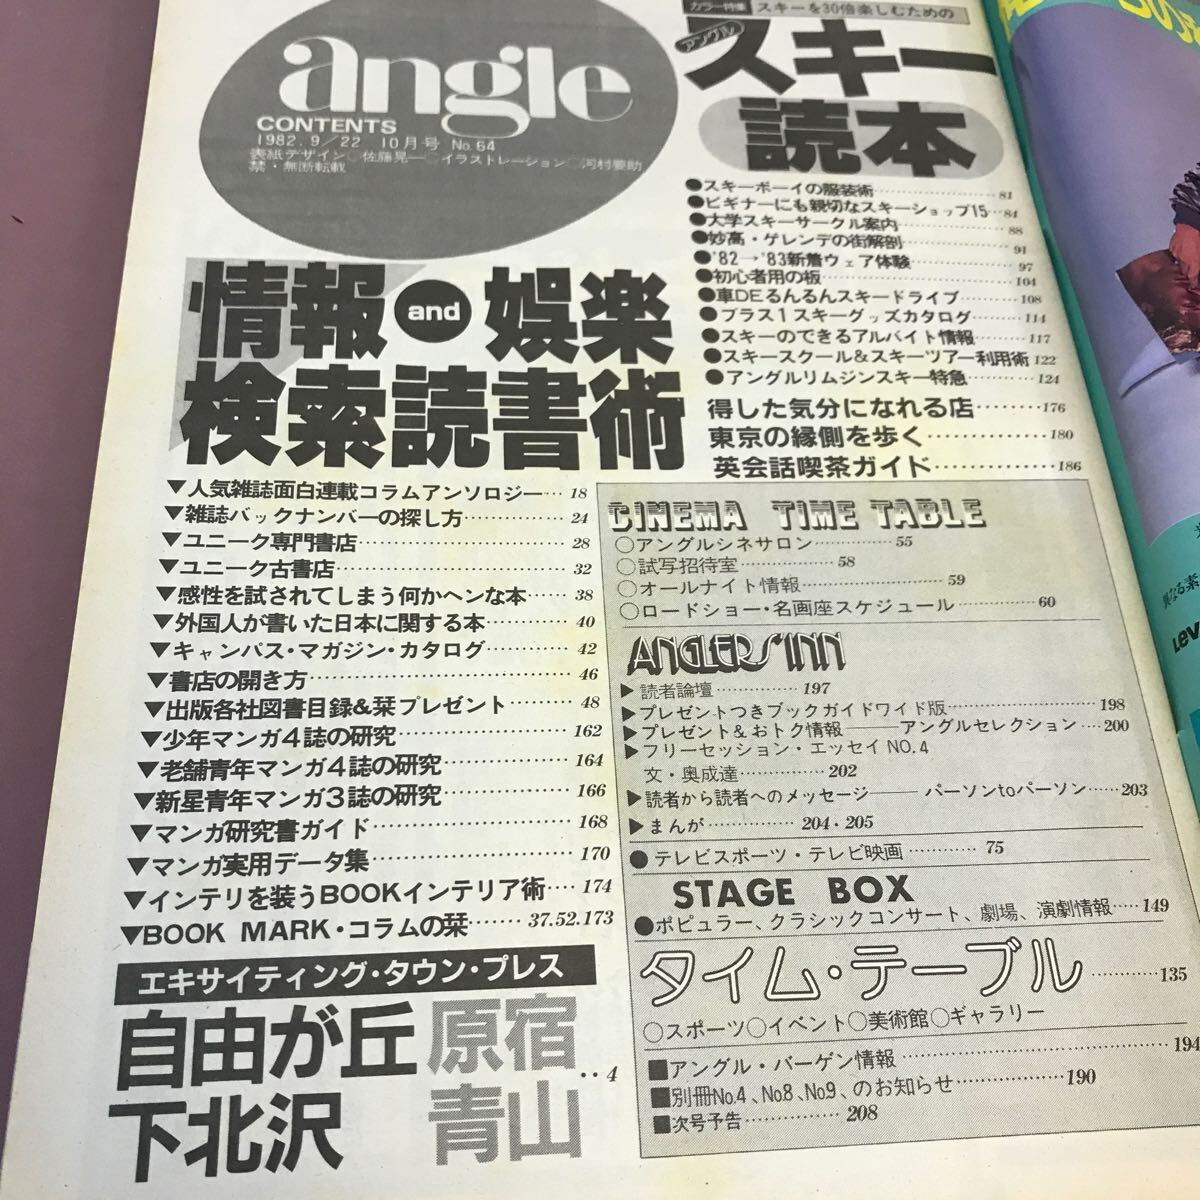 angle
CONTENTS
1982.9／22 10月号 No.64
表紙デザイン○佐藤晃一○イラストレーション○河村要助
禁・無断転載
カラー特集 スキーを30倍楽しむための
アングル
スキー
読本
●スキーボーイの服装術 81
●ビギナーにも親切なスキーショップ15 84
●大学スキーサークル案内 88
●妙高・ゲレンデの街解剖 91
●'82→'83新着ウェア体験 97
●初心者用の板 104
●車DEるんるんスキードライブ 108
●プラス1スキーグッズカタログ 114
●スキーのできるアルバイト情報 117
●スキースクール&スキーツアー利用術 122
●アングルリムジンスキー特急 124
得した気分になれる店 176
東京の縁側を歩く 180
英会話喫茶ガイド 186
情報 and 娯楽
検索読書術
▼人気雑誌面白連載コラムアンソロジー 18
▼雑誌バックナンバーの探し方 24
▼ユニーク専門書店 28
▼ユニーク古書店 32
▼感性を試されてしまう何かヘンな本 38
▼外国人が書いた日本に関する本 40
▼キャンパス・マガジン・カタログ 42
▼書店の開き方 46
▼出版各社図書目録&栞プレゼント 48
▼少年マンガ4誌の研究 162
▼老舗青年マンガ4誌の研究 164
▼新星青年マンガ3誌の研究 166
▼マンガ研究書ガイド 168
▼マンガ実用データ集 170
▼インテリを装うBOOKインテリア術 174
▼BOOK MARK・コラムの栞 37.52.173
エキサイティング・タウン・プレス
自由が丘 原宿
下北沢 青山 4
CINEMA TIME TABLE
○アングルシネサロン 55
○試写招待室 58
○オールナイト情報 59
○ロードショー・名画座スケジュール 60
ANGLERS' INN
▶読者論壇 197
▶プレゼントつきブックガイドワイド版 198
▶プレゼント&おトク情報——アングルセレクション 200
▶フリーセッション・エッセイNO.4
文・奥成達 202
▶読者から読者へのメッセージ——パーソンtoパーソン 203
▶まんが 204・205
●テレビスポーツ・テレビ映画 75
STAGE BOX
●ポピュラー、クラシックコンサート、劇場、演劇情報 149
タイム・テーブル 135
○スポーツ○イベント○美術館○ギャラリー
■アングル・バーゲン情報 194
■別冊No.4、No.8、No.9、のお知らせ 190
■次号予告 208
異なる素
Lev